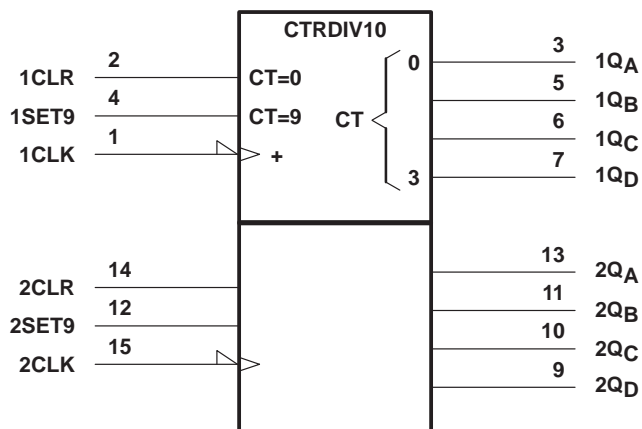 CTRDIV10
1CLR 2 CT=0 0 3 1QA
1SET9 4 CT=9 CT 5 1QB
1CLK 1 + 6 1QC
3 7 1QD
2CLR 14 13 2QA
2SET9 12 11 2QB
2CLK 15 10 2QC
9 2QD